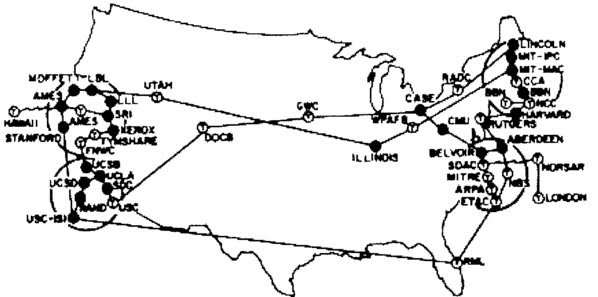 LINCOLN
MIT-IPC
MIT-MAC
CCA
BBN
BBN
NCC
HARVARD
RUTGERS
ABERDEEN
RADC
CASE
CMU
WPAFB
GWC
DOCB
ILLINOIS
BELVOIR
SDAC
MITRE
ARPA
ETAC
NBS
NORSAR
LONDON
RML
MOFFETT
LBL
UTAH
AMES
LLL
HAWAII
AMES
SRI
STANFORD
XEROX
TYMSHARE
FNWC
UCSB
UCLA
UCSD
SDC
RAND
USC
USC-ISI